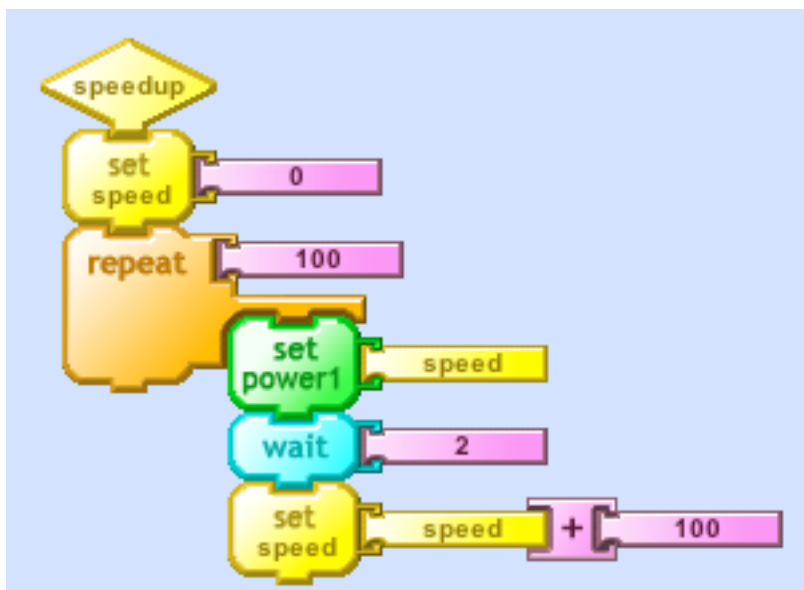 speedup
set
speed
0
repeat
100
set
power1
speed
wait
2
set
speed
speed + 100